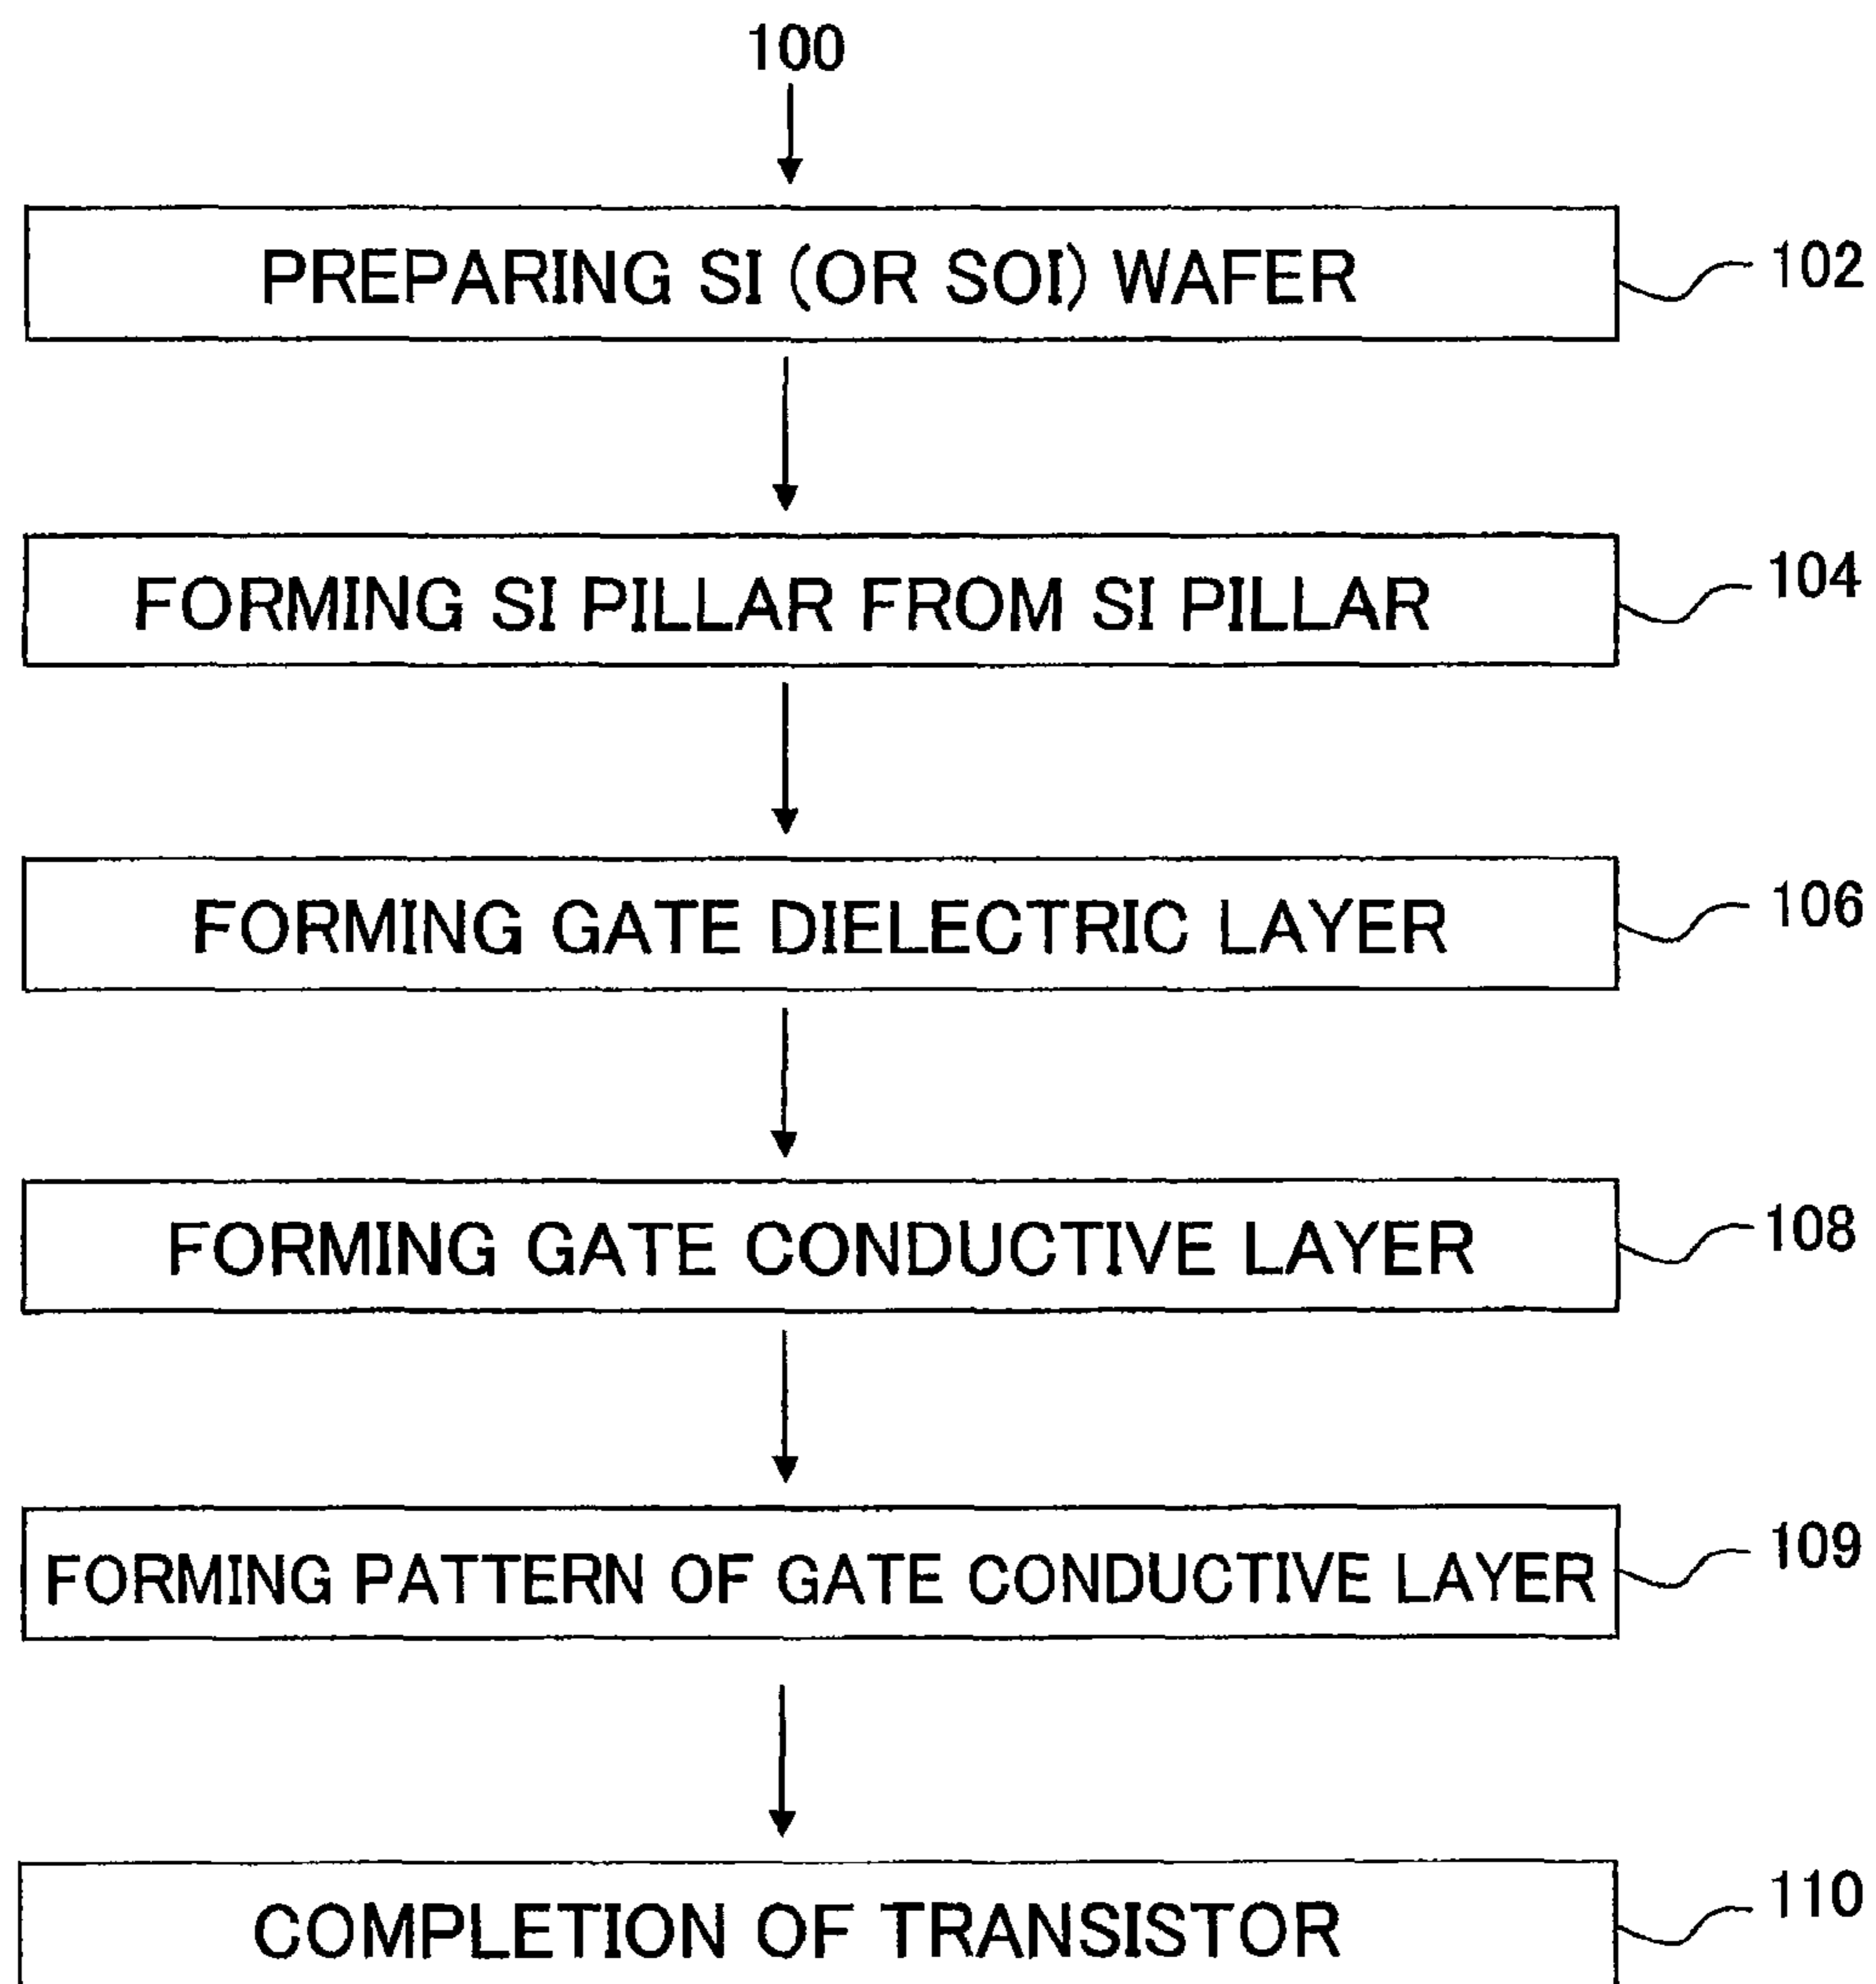 100
PREPARING SI (OR SOI) WAFER 102
FORMING SI PILLAR FROM SI PILLAR 104
FORMING GATE DIELECTRIC LAYER 106
FORMING GATE CONDUCTIVE LAYER 108
FORMING PATTERN OF GATE CONDUCTIVE LAYER 109
COMPLETION OF TRANSISTOR 110